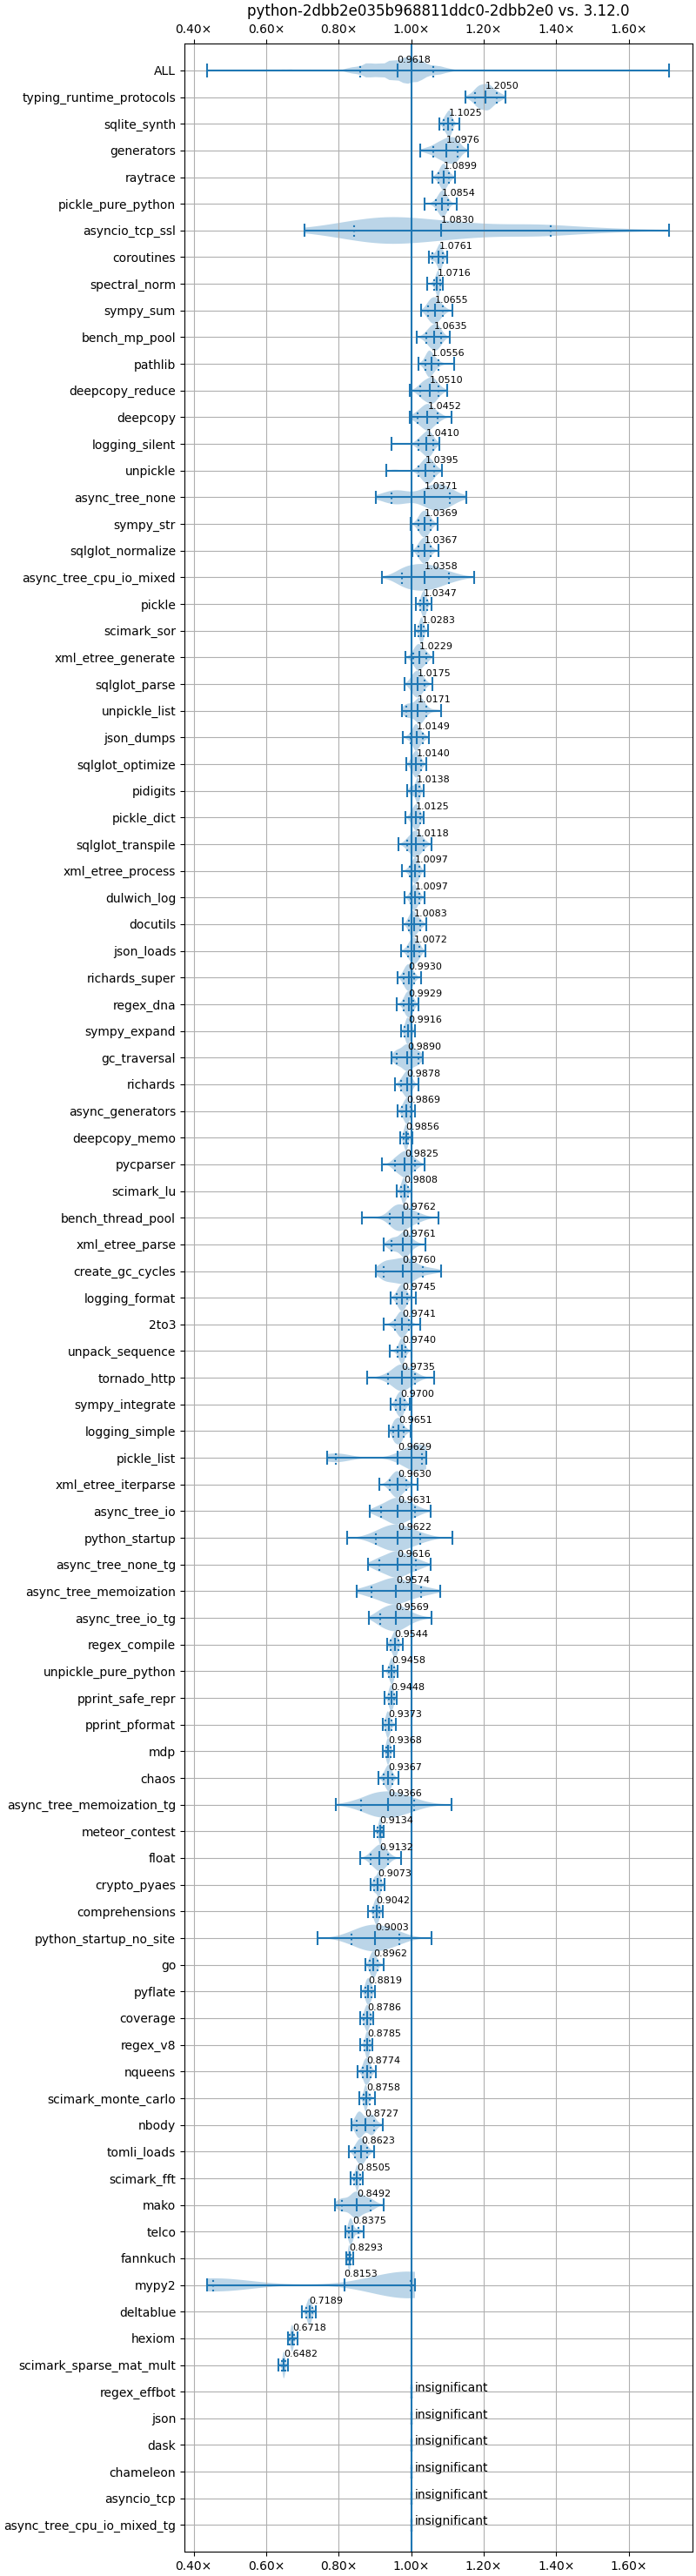 python-2dbb2e035b968811ddc0-2dbb2e0 vs. 3.12.0
0.40× 0.60× 0.80× 1.00× 1.20× 1.40× 1.60×
ALL 0.9618
typing_runtime_protocols 1.2050
sqlite_synth 1.1025
generators 1.0976
raytrace 1.0899
pickle_pure_python 1.0854
asyncio_tcp_ssl 1.0830
coroutines 1.0761
spectral_norm 1.0716
sympy_sum 1.0655
bench_mp_pool 1.0635
pathlib 1.0556
deepcopy_reduce 1.0510
deepcopy 1.0452
logging_silent 1.0410
unpickle 1.0395
async_tree_none 1.0371
sympy_str 1.0369
sqlglot_normalize 1.0367
async_tree_cpu_io_mixed 1.0358
pickle 1.0347
scimark_sor 1.0283
xml_etree_generate 1.0229
sqlglot_parse 1.0175
unpickle_list 1.0171
json_dumps 1.0149
sqlglot_optimize 1.0140
pidigits 1.0138
pickle_dict 1.0125
sqlglot_transpile 1.0118
xml_etree_process 1.0097
dulwich_log 1.0097
docutils 1.0083
json_loads 1.0072
richards_super 0.9930
regex_dna 0.9929
sympy_expand 0.9916
gc_traversal 0.9890
richards 0.9878
async_generators 0.9869
deepcopy_memo 0.9856
pycparser 0.9825
scimark_lu 0.9808
bench_thread_pool 0.9762
xml_etree_parse 0.9761
create_gc_cycles 0.9760
logging_format 0.9745
2to3 0.9741
unpack_sequence 0.9740
tornado_http 0.9735
sympy_integrate 0.9700
logging_simple 0.9651
pickle_list 0.9629
xml_etree_iterparse 0.9630
async_tree_io 0.9631
python_startup 0.9622
async_tree_none_tg 0.9616
async_tree_memoization 0.9574
async_tree_io_tg 0.9569
regex_compile 0.9544
unpickle_pure_python 0.9458
pprint_safe_repr 0.9448
pprint_pformat 0.9373
mdp 0.9368
chaos 0.9367
async_tree_memoization_tg 0.9366
meteor_contest 0.9134
float 0.9132
crypto_pyaes 0.9073
comprehensions 0.9042
python_startup_no_site 0.9003
go 0.8962
pyflate 0.8819
coverage 0.8786
regex_v8 0.8785
nqueens 0.8774
scimark_monte_carlo 0.8758
nbody 0.8727
tomli_loads 0.8623
scimark_fft 0.8505
mako 0.8492
telco 0.8375
fannkuch 0.8293
mypy2 0.8153
deltablue 0.7189
hexiom 0.6718
scimark_sparse_mat_mult 0.6482
regex_effbot insignificant
json insignificant
dask insignificant
chameleon insignificant
asyncio_tcp insignificant
async_tree_cpu_io_mixed_tg insignificant
0.40× 0.60× 0.80× 1.00× 1.20× 1.40× 1.60×